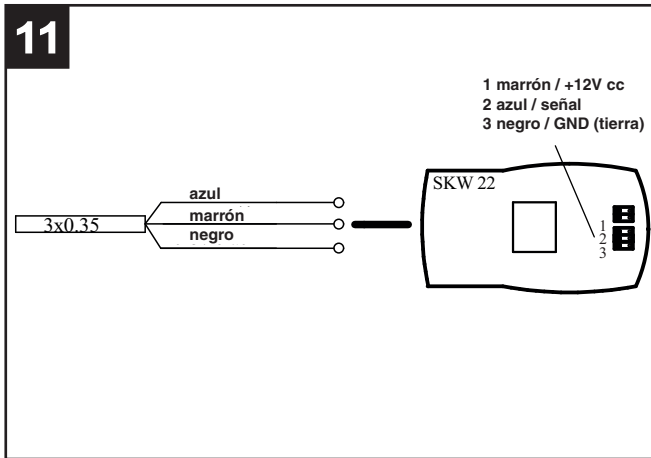 11
1 marrón / +12V cc
2 azul / señal
3 negro / GND (tierra)
SKW 22
azul
marrón
negro
3x0.35
1
2
3